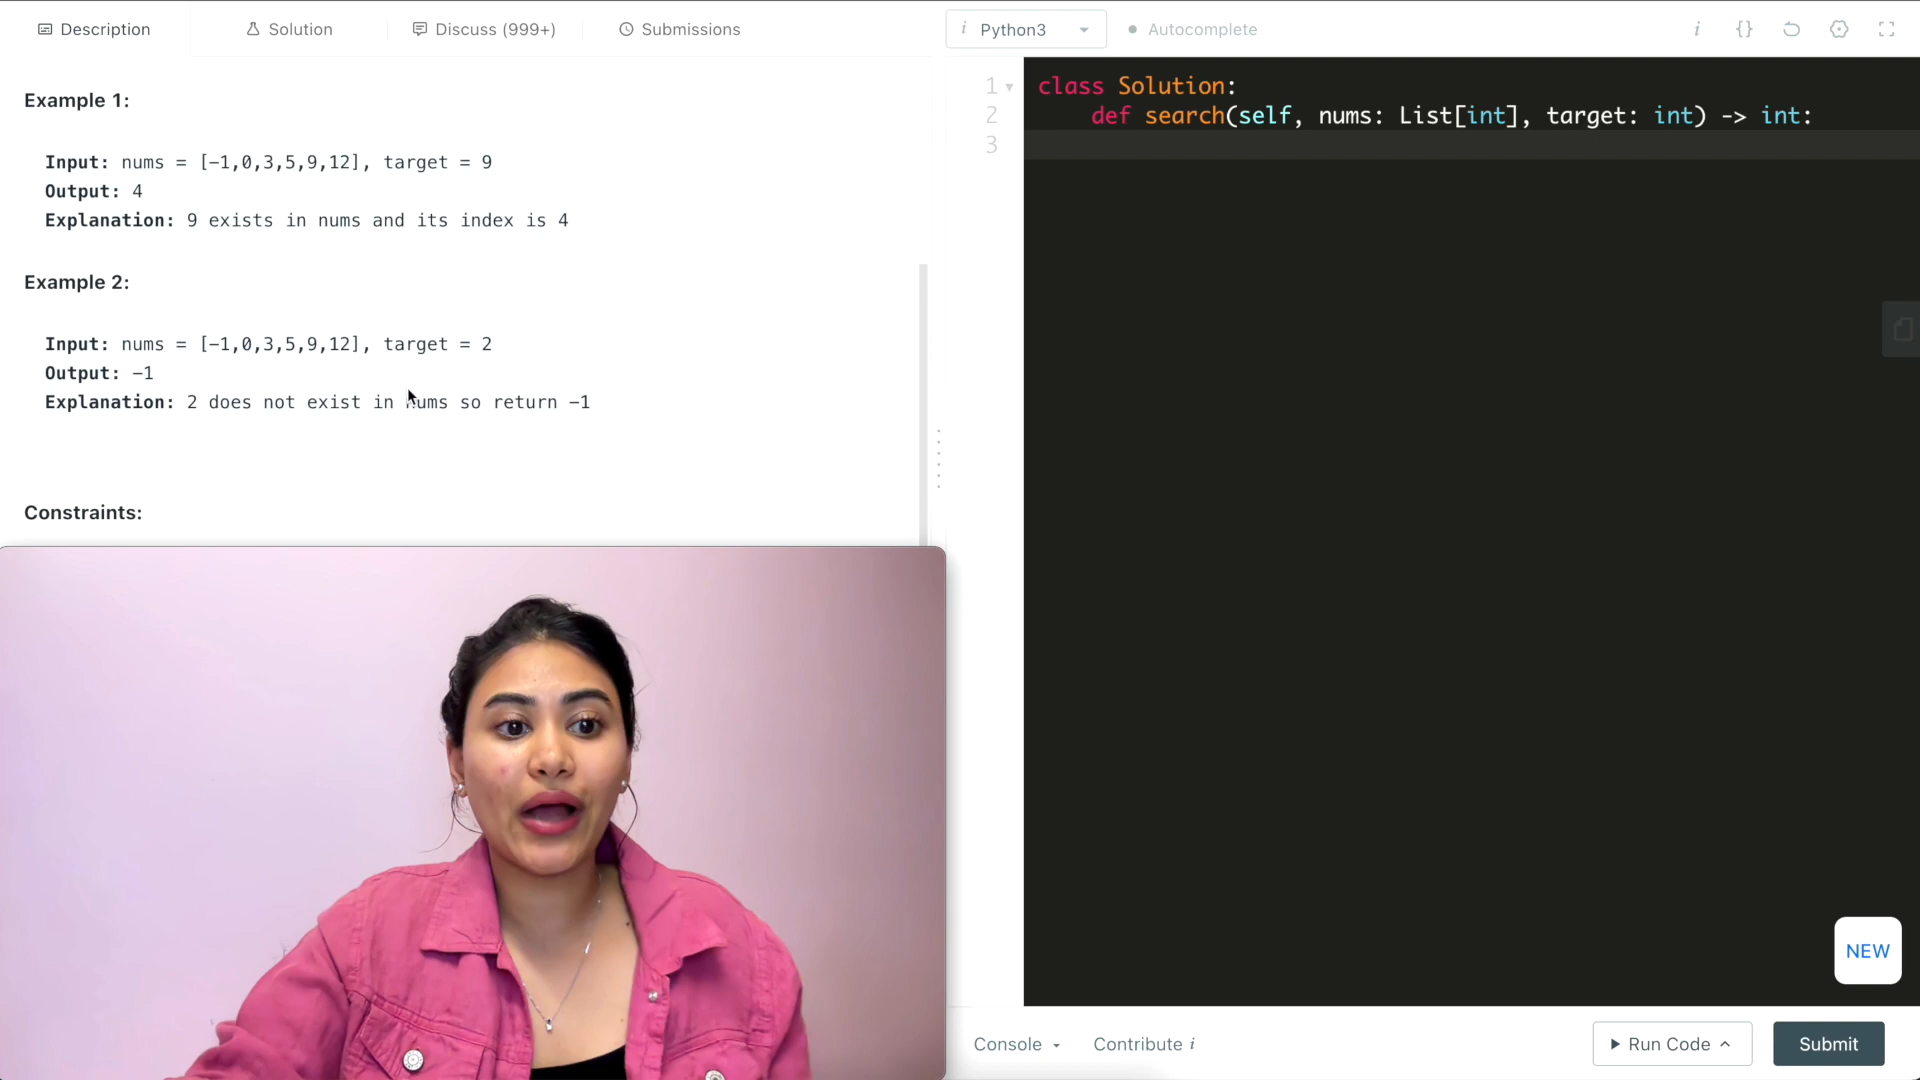 Description
Solution
Discuss (999+)
Submissions
i Python3
Autocomplete
i {}
Example 1:
Input: nums = [-1,0,3,5,9,12], target = 9
Output: 4
Explanation: 9 exists in nums and its index is 4
Example 2:
Input: nums = [-1,0,3,5,9,12], target = 2
Output: -1
Explanation: 2 does not exist in nums so return -1
Constraints:
1 class Solution:
2 def search(self, nums: List[int], target: int) -> int:
3
NEW
Console
Contribute i
Run Code
Submit